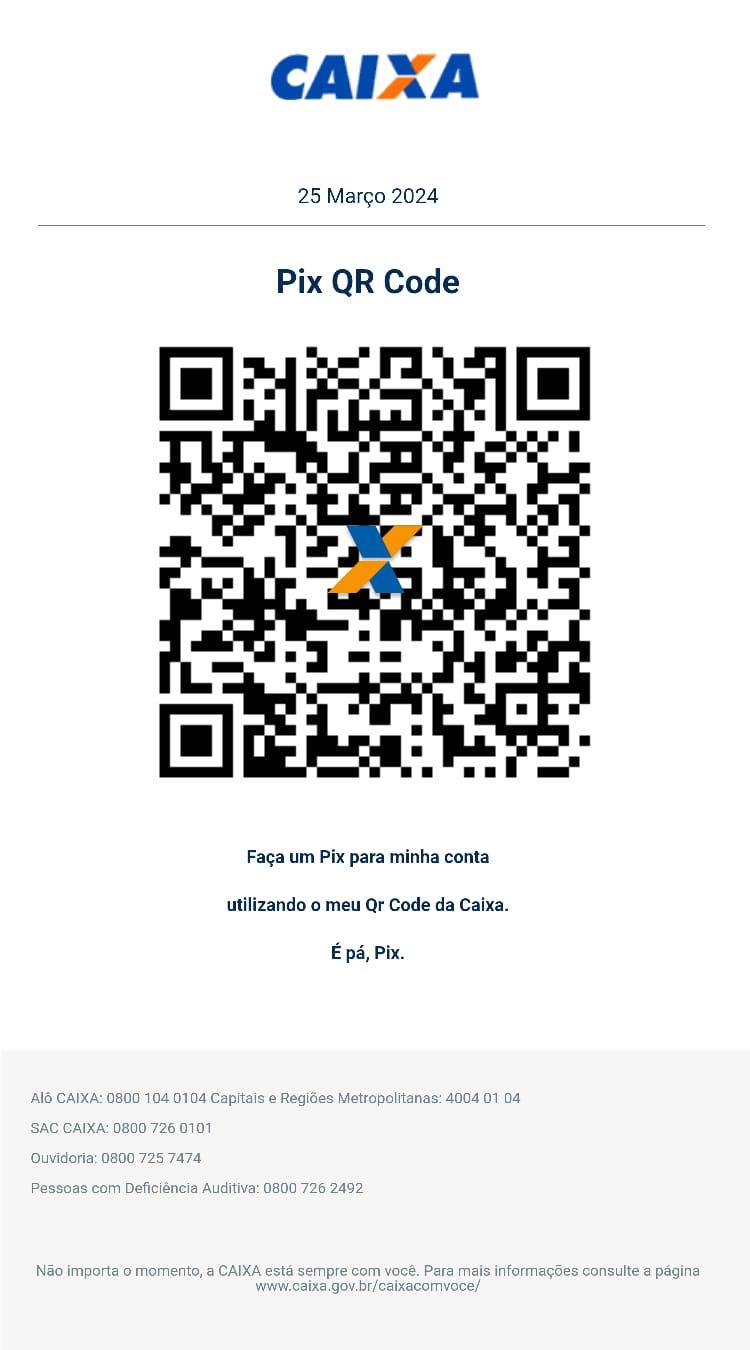 CAIXA
25 Março 2024
Pix QR Code
Faça um Pix para minha conta
utilizando o meu Qr Code da Caixa.
É pá, Pix.
Alô CAIXA: 0800 104 0104 Capitais e Regiões Metropolitanas: 4004 01 04
SAC CAIXA: 0800 726 0101
Ouvidoria: 0800 725 7474
Pessoas com Deficiência Auditiva: 0800 726 2492
Não importa o momento, a CAIXA está sempre com você. Para mais informações consulte a página
www.caixa.gov.br/caixacomvoce/